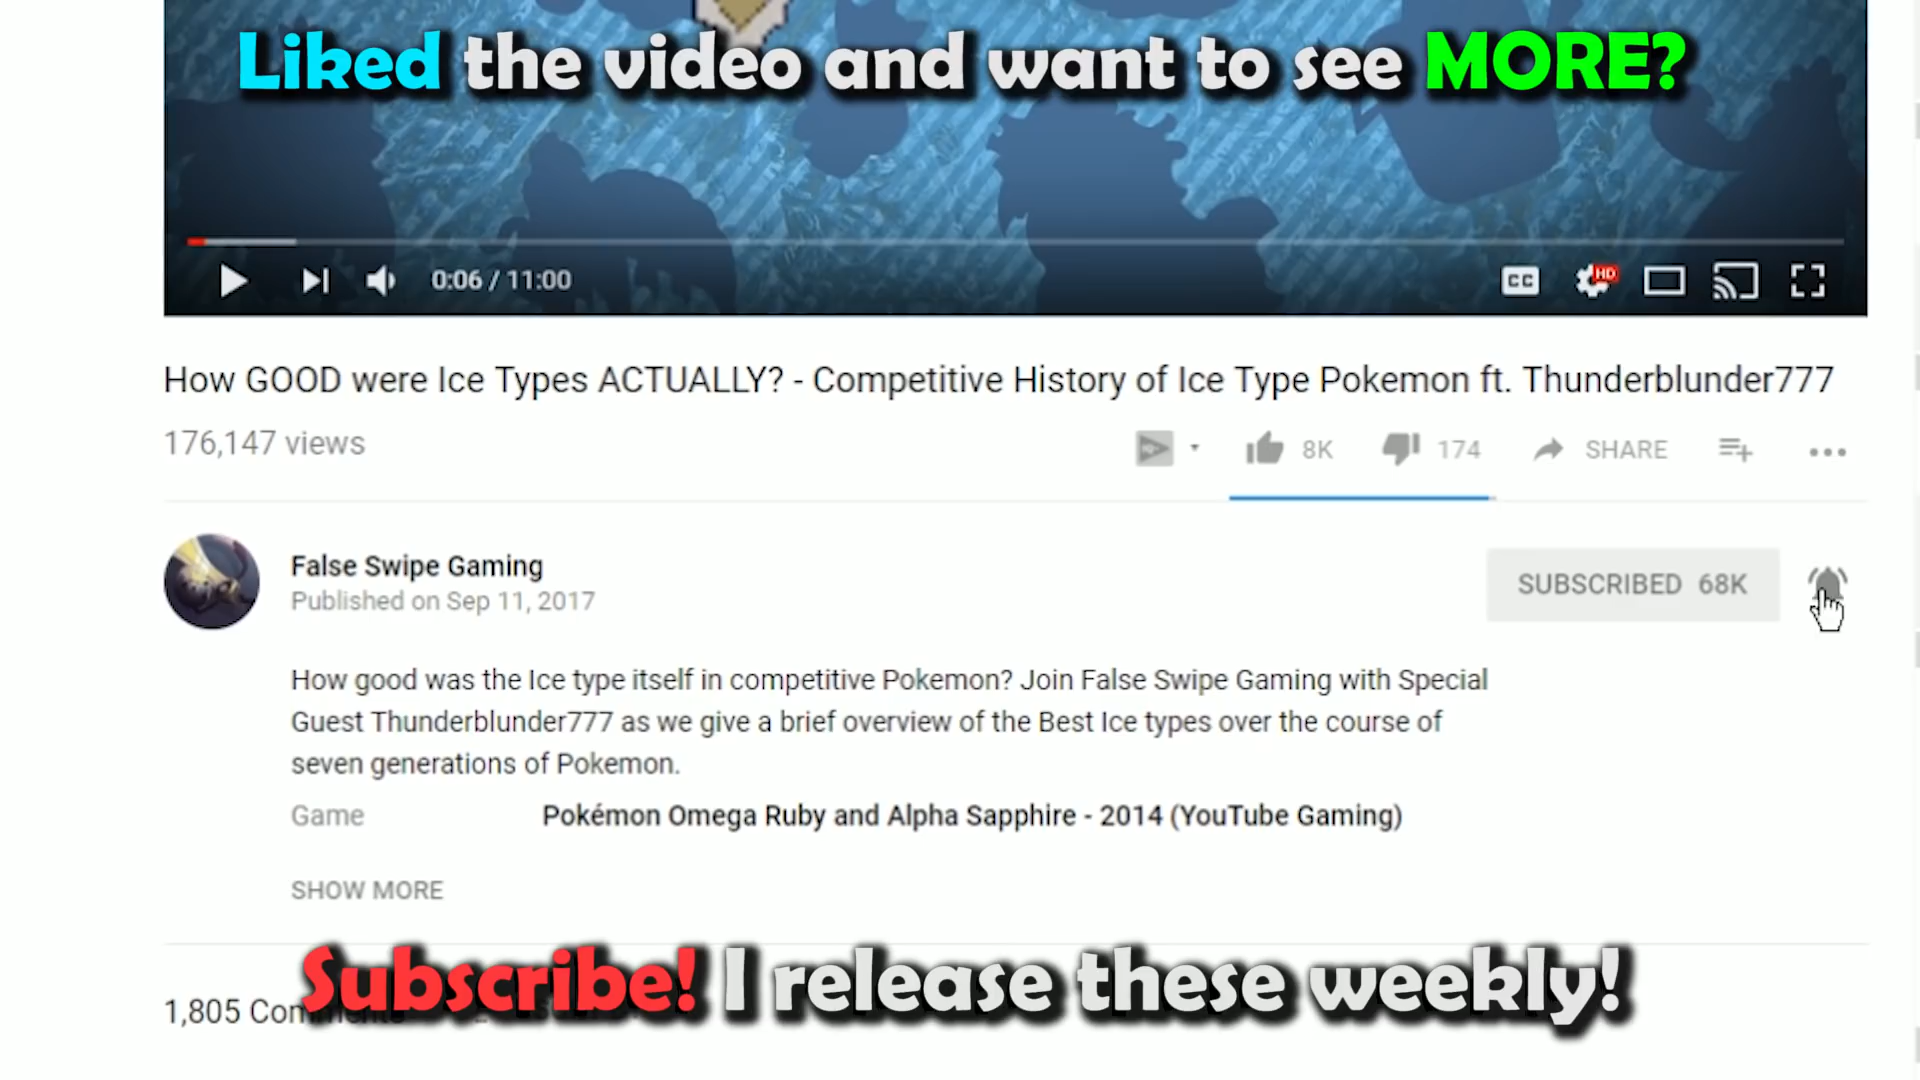 Liked the video and want to see MORE?
0:06 / 11:00
CC
HD
How GOOD were Ice Types ACTUALLY? - Competitive History of Ice Type Pokemon ft. Thunderblunder777
176,147 views
8K
174
SHARE
False Swipe Gaming
Published on Sep 11, 2017
SUBSCRIBED 68K
How good was the Ice type itself in competitive Pokemon? Join False Swipe Gaming with Special
Guest Thunderblunder777 as we give a brief overview of the Best Ice types over the course of
seven generations of Pokemon.
Game
Pokémon Omega Ruby and Alpha Sapphire - 2014 (YouTube Gaming)
SHOW MORE
Subscribe! I release these weekly!
1,805